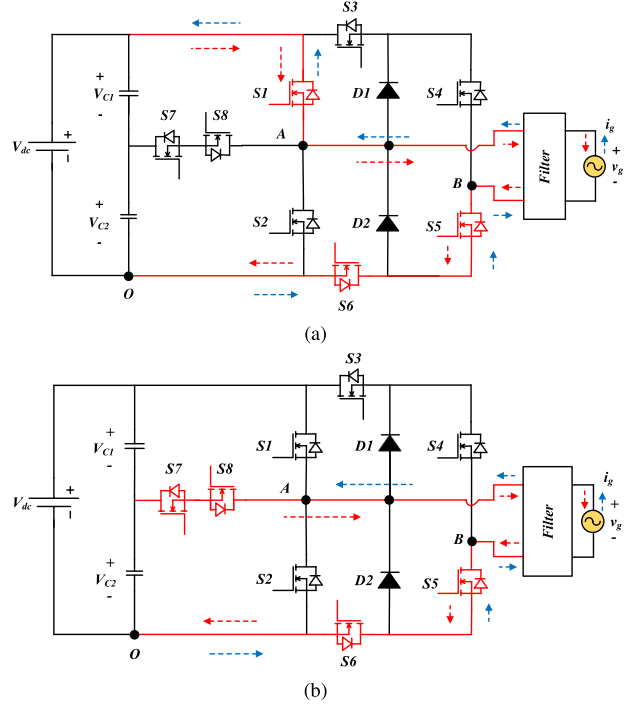 S3
+
V_C1
-
S1
D1
S4
S7
S8
A
i_g
+
V_dc
-
+
v_g
-
Filter
B
+
V_C2
-
S2
D2
S5
O
S6
(a)
S3
+
V_C1
-
S1
D1
S4
S7
S8
A
i_g
+
V_dc
-
+
v_g
-
Filter
B
+
V_C2
-
S2
D2
S5
O
S6
(b)